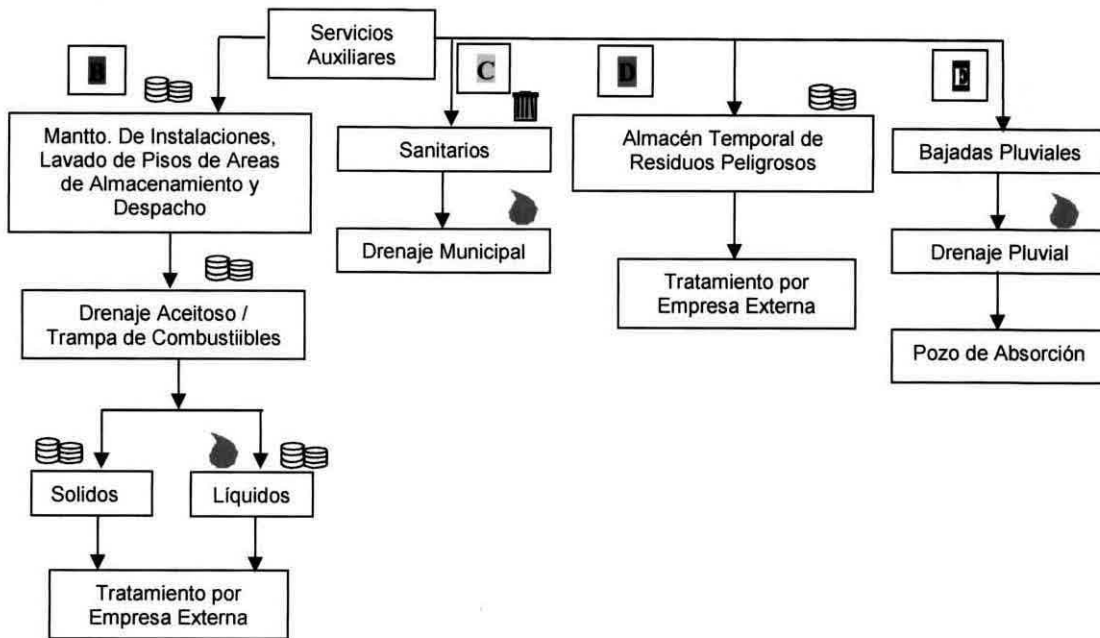 Servicios
Auxiliares
B
C
D
E
Mantto. De Instalaciones,
Lavado de Pisos de Areas
de Almacenamiento y
Despacho
Sanitarios
Almacén Temporal de
Residuos Peligrosos
Bajadas Pluviales
Drenaje Municipal
Drenaje Pluvial
Tratamiento por
Empresa Externa
Drenaje Aceitoso /
Trampa de Combustiibles
Pozo de Absorción
Solidos
Líquidos
Tratamiento por
Empresa Externa